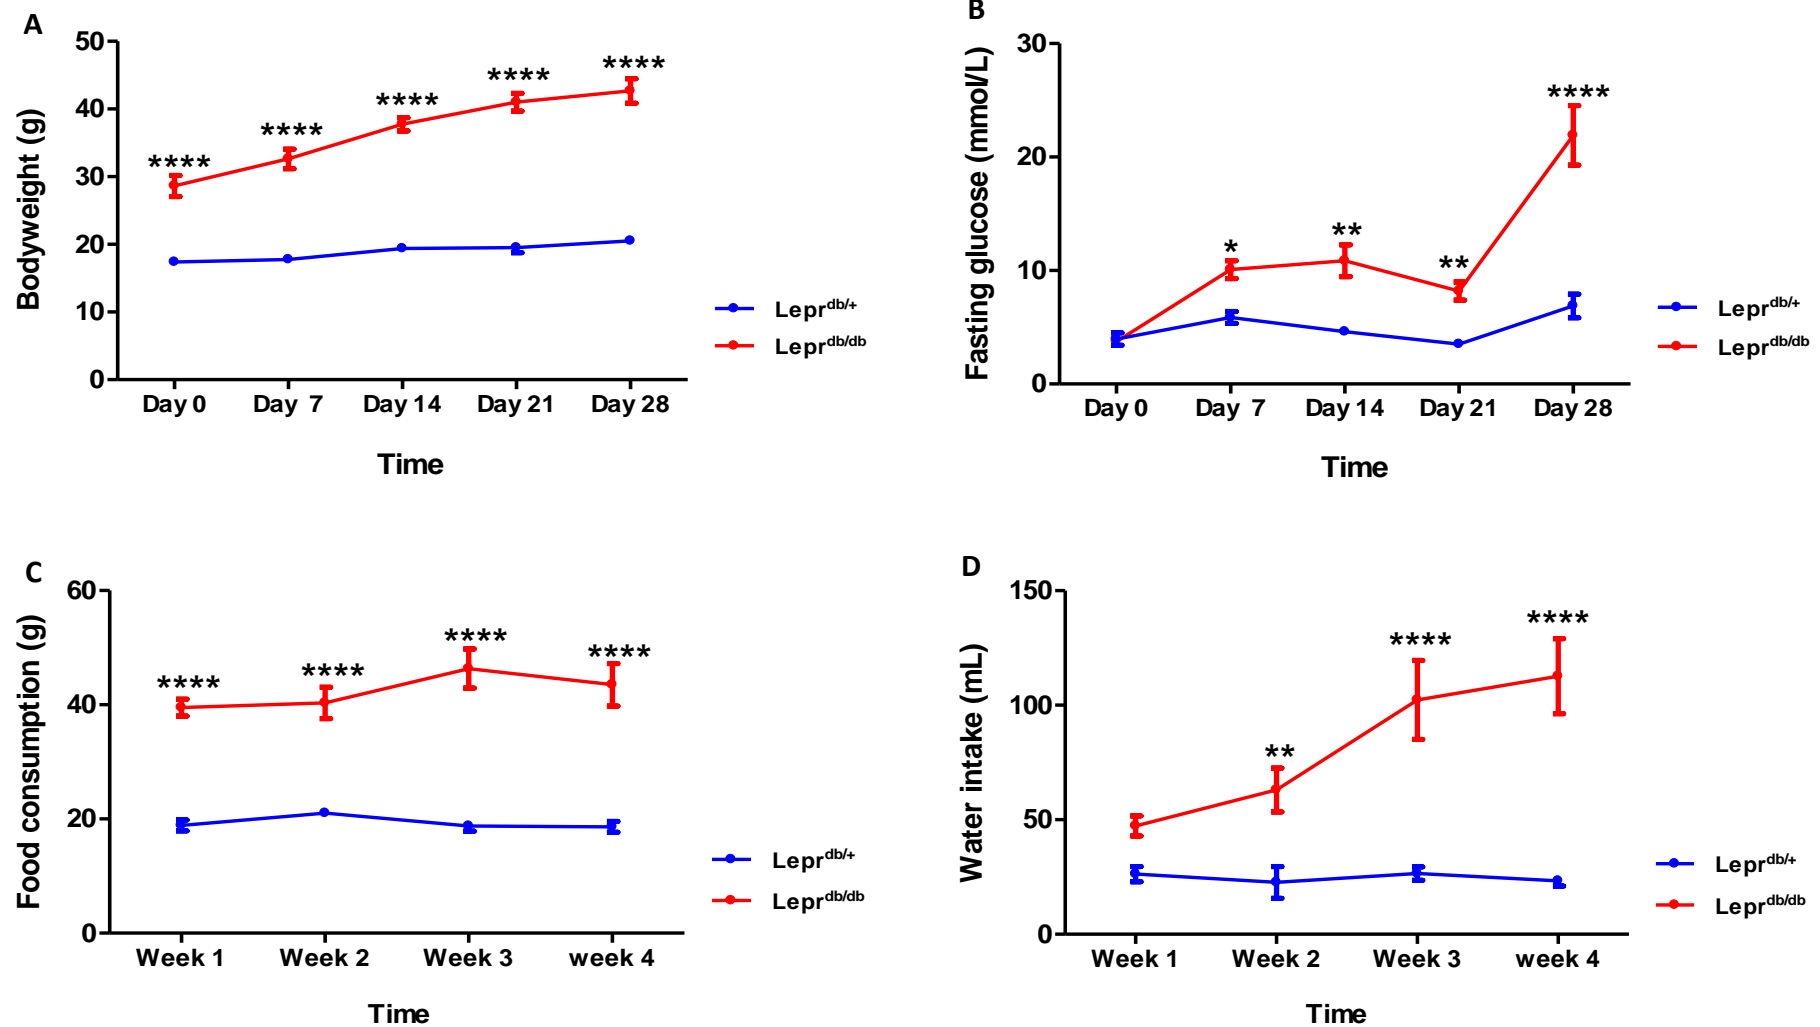 A
50
40
30
20
10
0
Bodyweight (g)
****
****
****
****
****
Day 0
Day 7
Day 14
Day 21
Day 28
Time
Lepr^db/+
Lepr^db/db
B
30
20
10
0
Fasting glucose (mmol/L)
*
**
**
****
Day 0
Day 7
Day 14
Day 21
Day 28
Time
Lepr^db/+
Lepr^db/db
C
60
40
20
0
Food consumption (g)
****
****
****
****
Week 1
Week 2
Week 3
week 4
Time
Lepr^db/+
Lepr^db/db
D
150
100
50
0
Water intake (mL)
**
****
****
Week 1
Week 2
Week 3
week 4
Time
Lepr^db/+
Lepr^db/db